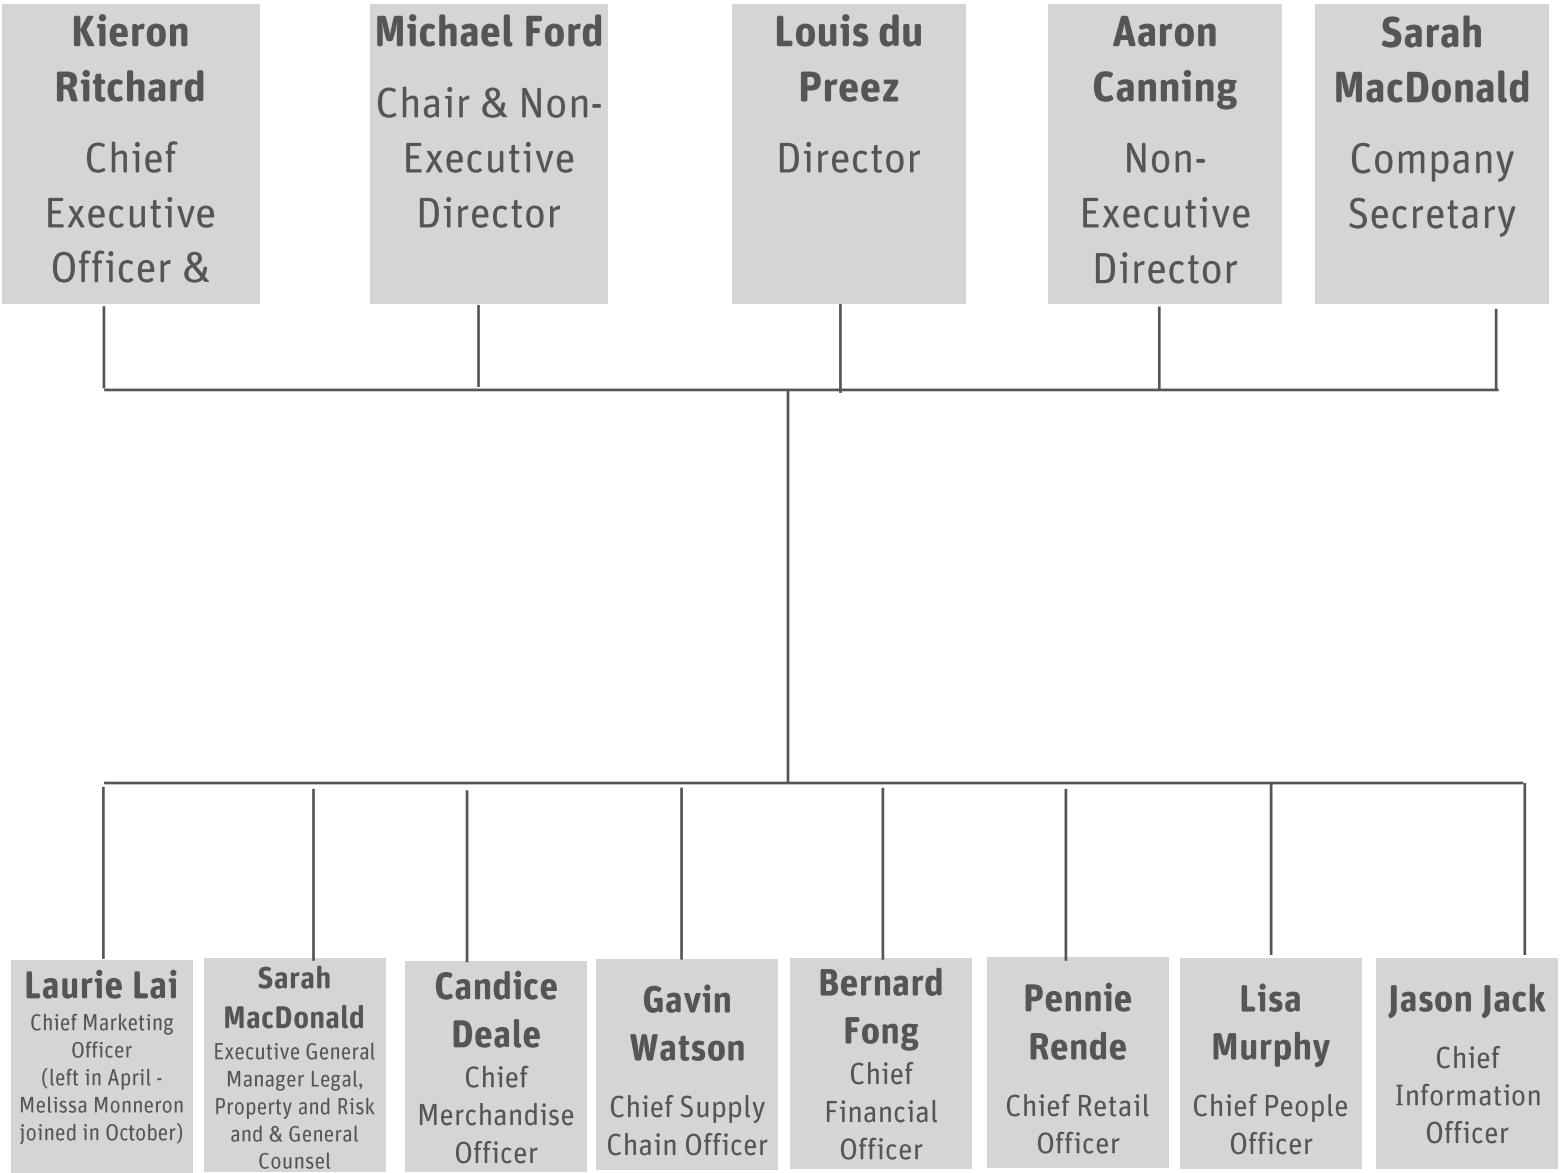 Kieron
Ritchard
Chief
Executive
Officer &
Michael Ford
Chair & Non-
Executive
Director
Louis du
Preez
Director
Aaron
Canning
Non-
Executive
Director
Sarah
MacDonald
Company
Secretary
Laurie Lai
Chief Marketing
Officer
(left in April -
Melissa Monneron
joined in October)
Sarah
MacDonald
Executive General
Manager Legal,
Property and Risk
and & General
Counsel
Candice
Deale
Chief
Merchandise
Officer
Gavin
Watson
Chief Supply
Chain Officer
Bernard
Fong
Chief
Financial
Officer
Pennie
Rende
Chief Retail
Officer
Lisa
Murphy
Chief People
Officer
Jason Jack
Chief
Information
Officer